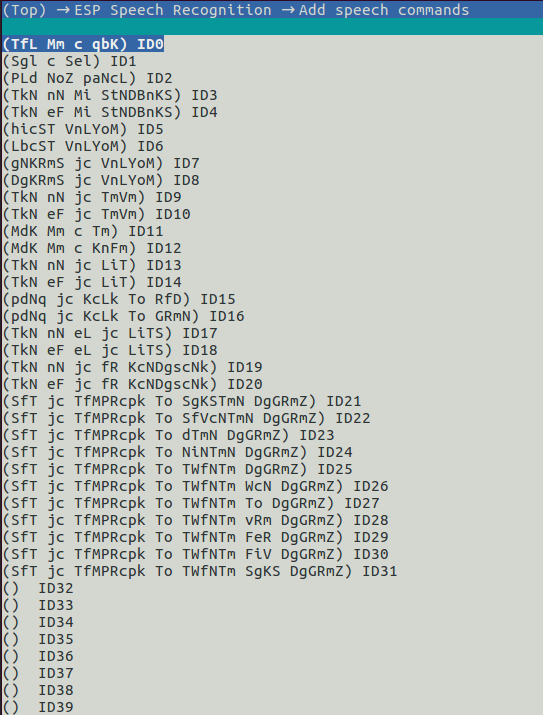 (Top) → ESP Speech Recognition → Add speech commands
(TfL Mm c qbK) ID0
(Sgl c Sel) ID1
(PLd NoZ paNcL) ID2
(TkN nN Mi StNDBnKS) ID3
(TkN eF Mi StNDBnKS) ID4
(hicST VnLYoM) ID5
(LbcST VnLYoM) ID6
(gNKRmS jc VnLYoM) ID7
(DgKRmS jc VnLYoM) ID8
(TkN nN jc TmVm) ID9
(TkN eF jc TmVm) ID10
(MdK Mm c Tm) ID11
(MdK Mm c KnFm) ID12
(TkN nN jc LiT) ID13
(TkN eF jc LiT) ID14
(pdNq jc KcLk To RfD) ID15
(pdNq jc KcLk To GRmN) ID16
(TkN nN eL jc LiTS) ID17
(TkN eF eL jc LiTS) ID18
(TkN nN jc fR KcNDgscNk) ID19
(TkN eF jc fR KcNDgscNk) ID20
(SfT jc TfMPRcpk To SgKSTmN DgGRmZ) ID21
(SfT jc TfMPRcpk To SfVcNTmN DgGRmZ) ID22
(SfT jc TfMPRcpk To dTmN DgGRmZ) ID23
(SfT jc TfMPRcpk To NiNTmN DgGRmZ) ID24
(SfT jc TfMPRcpk To TWfNTm DgGRmZ) ID25
(SfT jc TfMPRcpk To TWfNTm WcN DgGRmZ) ID26
(SfT jc TfMPRcpk To TWfNTm To DgGRmZ) ID27
(SfT jc TfMPRcpk To TWfNTm vRm DgGRmZ) ID28
(SfT jc TfMPRcpk To TWfNTm FeR DgGRmZ) ID29
(SfT jc TfMPRcpk To TWfNTm FiV DgGRmZ) ID30
(SfT jc TfMPRcpk To TWfNTm SgKS DgGRmZ) ID31
() ID32
() ID33
() ID34
() ID35
() ID36
() ID37
() ID38
() ID39